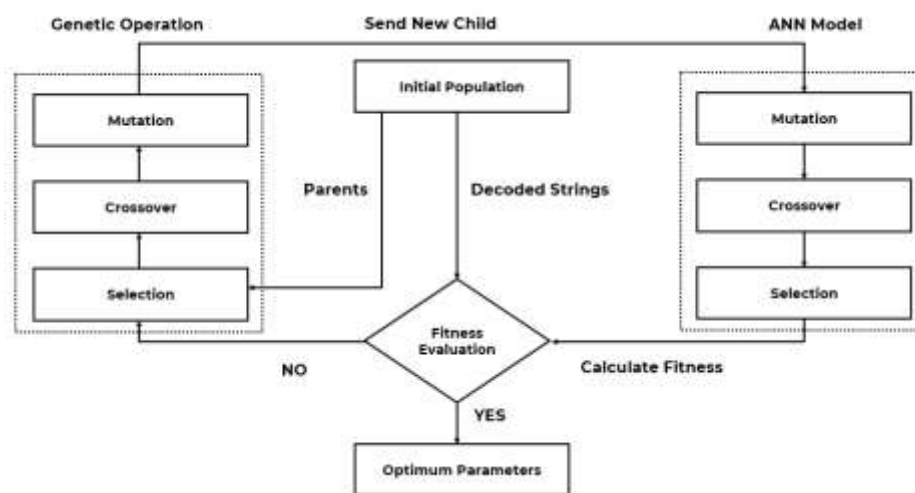 Genetic Operation
Send New Child
ANN Model
Initial Population
Mutation
Mutation
Parents
Decoded Strings
Crossover
Crossover
Selection
Selection
Fitness
Evaluation
NO
Calculate Fitness
YES
Optimum Parameters